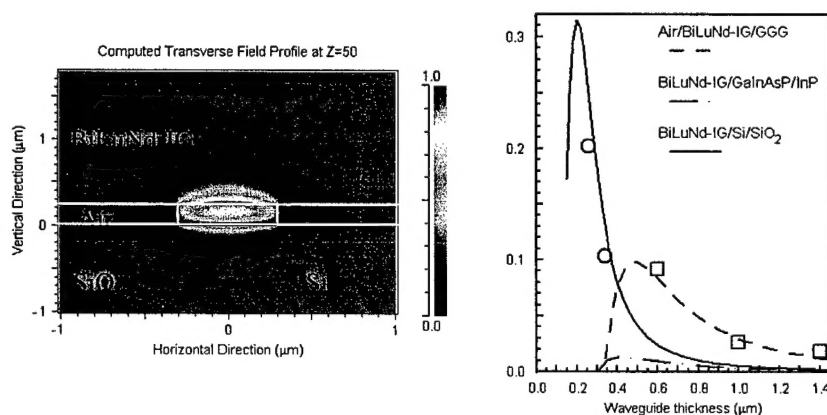 Computed Transverse Field Profile at Z=50
1.0
Vertical Direction (μm)
1
0
-1
Air
SiO
Si
0.0
-1
0
1
Horizontal Direction (μm)
0.3
0.2
0.1
0.0
Air/BiLuNd-IG/GGG
BiLuNd-IG/GaInAsP/InP
BiLuNd-IG/Si/SiO₂
0.0 0.2 0.4 0.6 0.8 1.0 1.2 1.4
Waveguide thickness (μm)